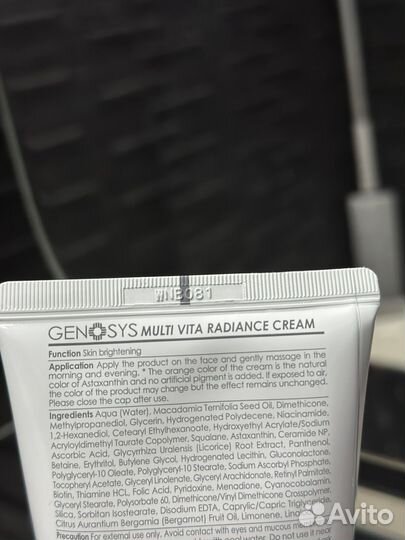 WNB081
GENOSYS MULTI VITA RADIANCE CREAM
Function Skin brightening
Application Apply the product on the face and gently massage in the
morning and evening. * The orange color of the cream is the natural
color of Astaxanthin and no artificial pigment is added. If exposed to air,
the color of the product may change but the effect remains unchanged.
Please close the cap after use.
Ingredients Aqua (Water), Macadamia Ternifolia Seed Oil, Dimethicone,
Methylpropanediol, Glycerin, Hydrogenated Polydecene, Niacinamide,
1,2-Hexanediol, Cetearyl Ethylhexanoate, Hydroxyethyl Acrylate/Sodium
Acryloyldimethyl Taurate Copolymer, Squalane, Astaxanthin, Ceramide NP,
Ascorbic Acid, Glycyrrhiza Uralensis (Licorice) Root Extract, Panthenol,
Betaine, Erythritol, Butylene Glycol, Hydrogenated Lecithin, Gluconolactone,
Polyglyceryl-10 Oleate, Polyglyceryl-10 Stearate, Sodium Ascorbyl Phosphate,
Tocopheryl Acetate, Glyceryl Linolenate, Glyceryl Arachidonate, Retinyl Palmitate,
Biotin, Thiamine HCL, Folic Acid, Pyridoxine, Menadione, Cyanocobalamin,
Glyceryl Stearate, Polysorbate 60, Dimethicone/Vinyl Dimethicone Crosspolymer,
Silica, Sorbitan Isostearate, Disodium EDTA, Caprylic/Capric Triglyceride,
Citrus Aurantium Bergamia (Bergamot) Fruit Oil, Limonene,
Precaution For external use only. Avoid contact with eyes and mucous
water. Do not use it near
Avito